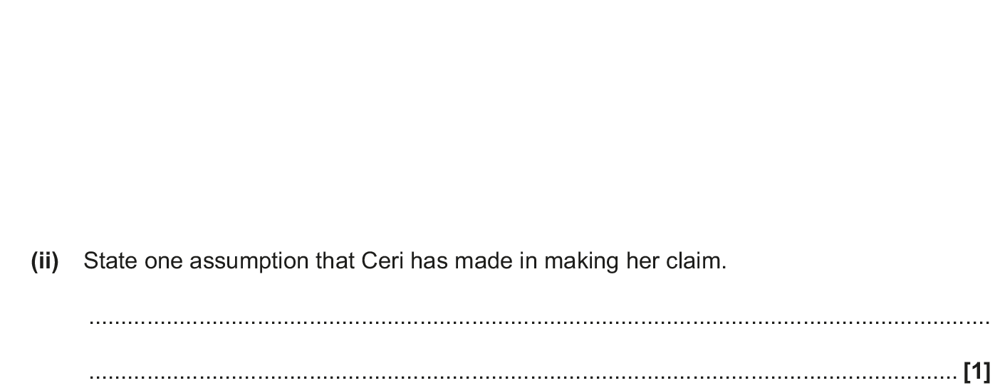 (ii) State one assumption that Ceri has made in making her claim.
..........................................................................................................................................
..................................................................................................................................... [1]